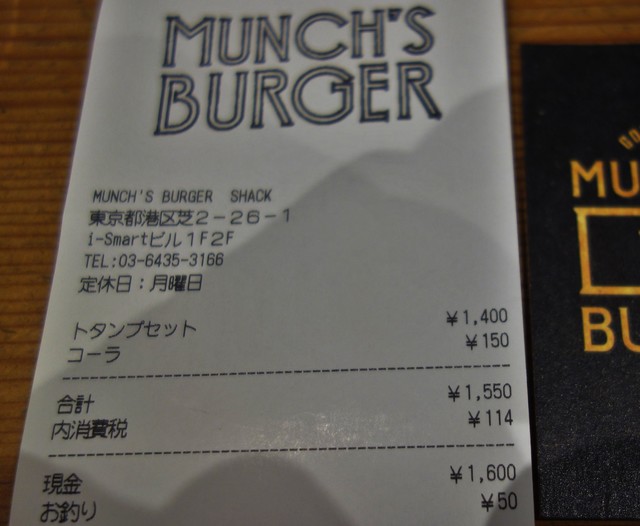 MUNCH'S
BURGER
MUNCH'S BURGER SHACK
東京都港区芝2-26-1
i-Smartビル1F2F
TEL:03-6435-3166
定休日:月曜日
トタンプセット ¥1,400
コーラ ¥150
合計 ¥1,550
内消費税 ¥114
現金 ¥1,600
お釣り ¥50
MU
BU